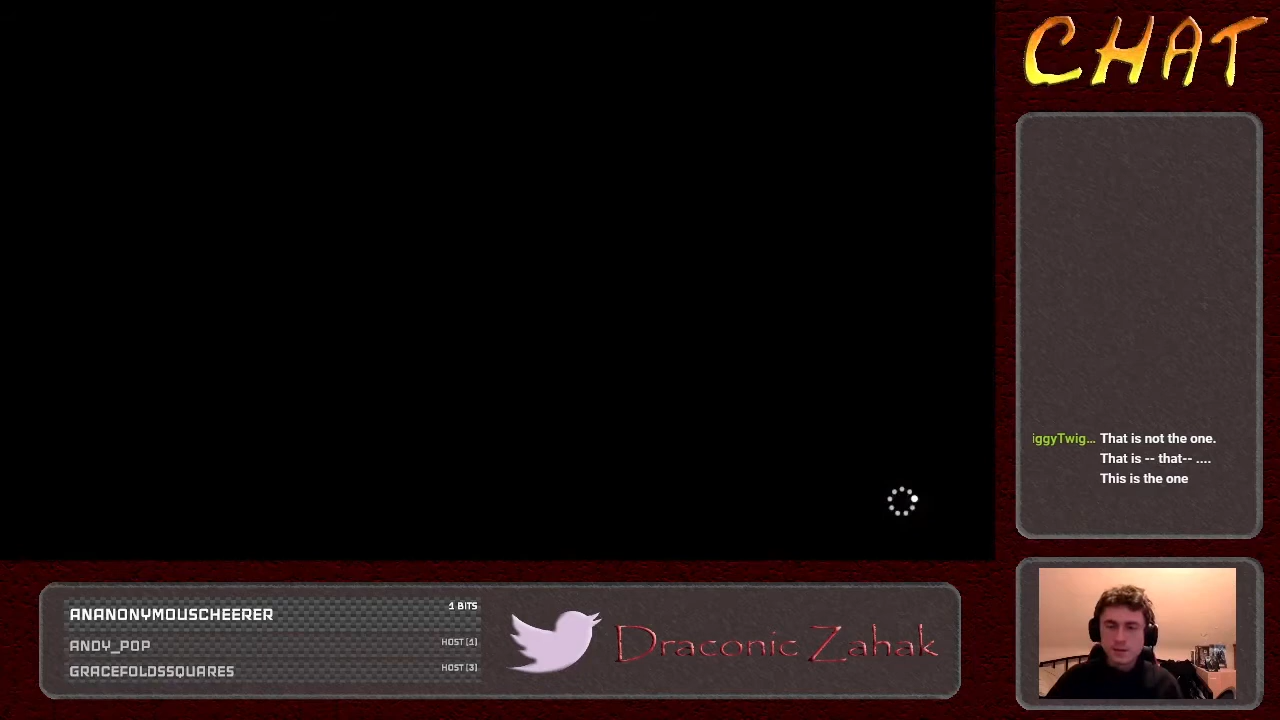 CHAT
iggyTwig... That is not the one.
That is -- that-- ....
This is the one
ANANONYMOUSCHEERER 1 BITS
ANDY_POP HOST [1]
GRACEFOLDSSQUARES HOST [3]
Draconic Zahak